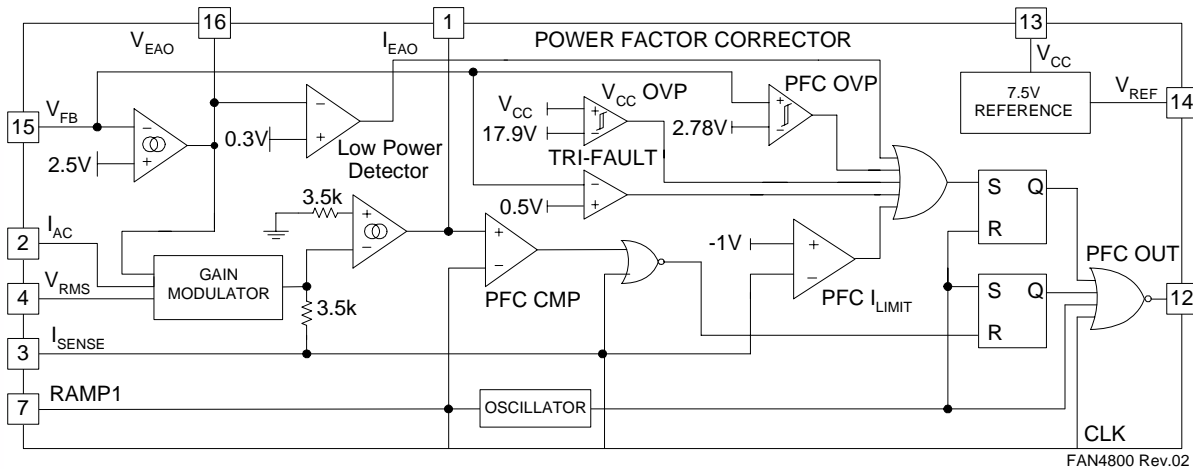 16
1
13
V_EAO
I_EAO
POWER FACTOR CORRECTOR
V_CC
15
V_FB
2.5V
0.3V
Low Power
Detector
V_CC
17.9V
V_CC OVP
2.78V
PFC OVP
7.5V
REFERENCE
V_REF
14
TRI-FAULT
0.5V
3.5k
2
I_AC
4
V_RMS
GAIN
MODULATOR
3.5k
PFC CMP
-1V
PFC I_LIMIT
S
Q
R
S
Q
R
PFC OUT
12
3
I_SENSE
7
RAMP1
OSCILLATOR
CLK
FAN4800 Rev.02